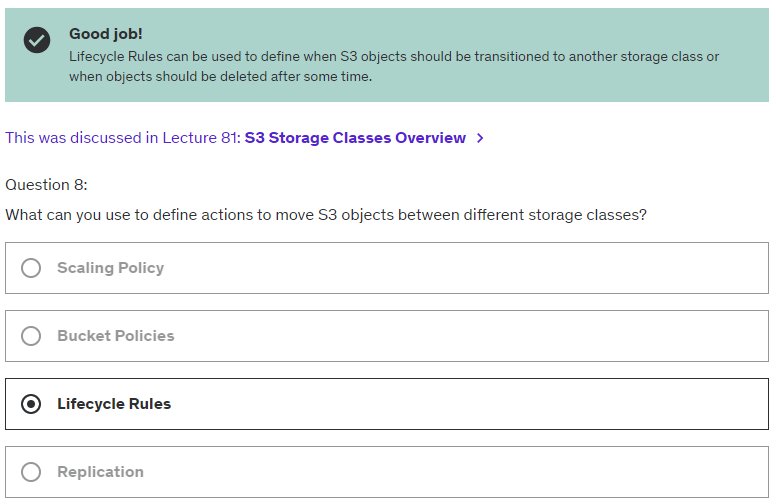 Good job!
Lifecycle Rules can be used to define when S3 objects should be transitioned to another storage class or
when objects should be deleted after some time.
This was discussed in Lecture 81: S3 Storage Classes Overview >
Question 8:
What can you use to define actions to move S3 objects between different storage classes?
Scaling Policy
Bucket Policies
Lifecycle Rules
Replication